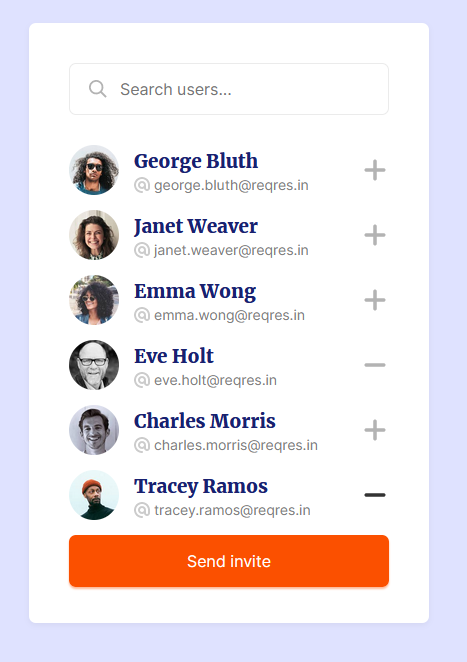 Search users...
George Bluth
george.bluth@reqres.in
Janet Weaver
janet.weaver@reqres.in
Emma Wong
emma.wong@reqres.in
Eve Holt
eve.holt@reqres.in
Charles Morris
charles.morris@reqres.in
Tracey Ramos
tracey.ramos@reqres.in
Send invite